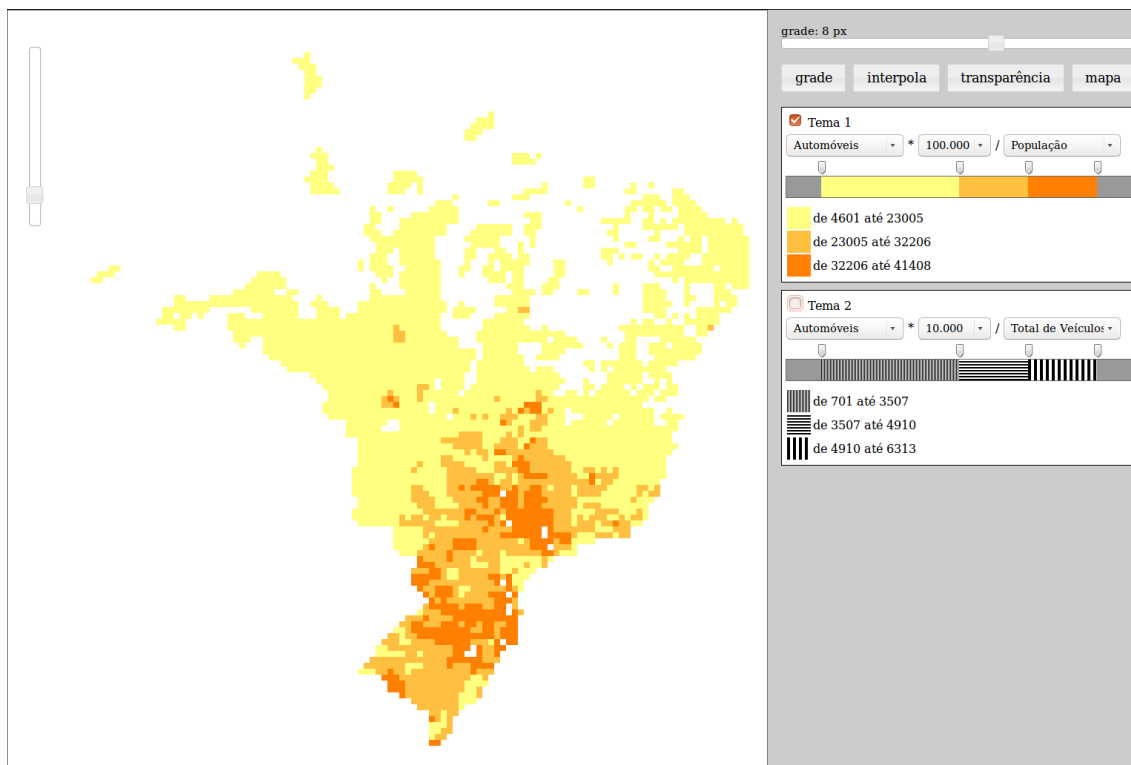 grade: 8 px
grade interpola transparência mapa
Tema 1
Automóveis * 100.000 / População
de 4601 até 23005
de 23005 até 32206
de 32206 até 41408
Tema 2
Automóveis * 10.000 / Total de Veículos
de 701 até 3507
de 3507 até 4910
de 4910 até 6313